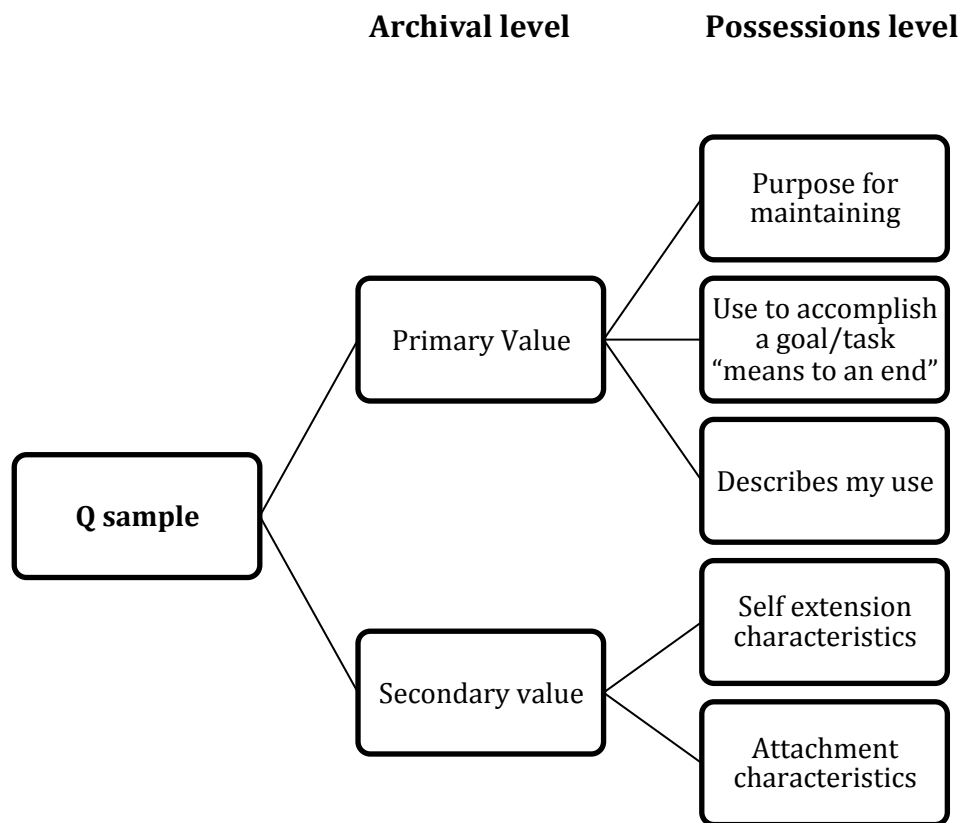 Archival level
Possessions level
Purpose for
maintaining
Use to accomplish
a goal/task
“means to an end”
Primary Value
Describes my use
Q sample
Self extension
characteristics
Secondary value
Attachment
characteristics